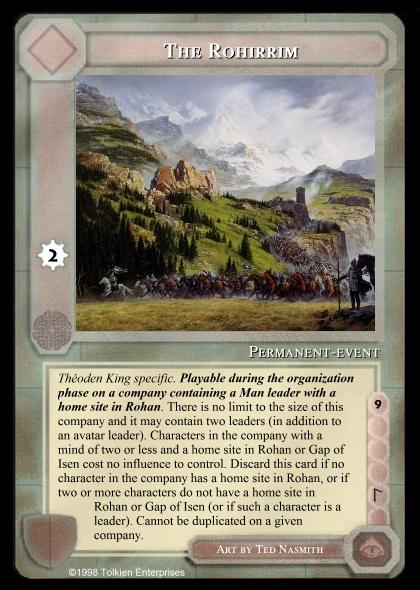 THE ROHIRRIM
2
PERMANENT-EVENT
Théoden King specific. Playable during the organization
phase on a company containing a Man leader with a
home site in Rohan. There is no limit to the size of this
company and it may contain two leaders (in addition to
an avatar leader). Characters in the company with a
mind of two or less and a home site in Rohan or Gap of
Isen cost no influence to control. Discard this card if no
character in the company has a home site in Rohan, or if
two or more characters do not have a home site in
Rohan or Gap of Isen (or if such a character is a
leader). Cannot be duplicated on a given
company.
9
ART BY TED NASMITH
©1998 Tolkien Enterprises